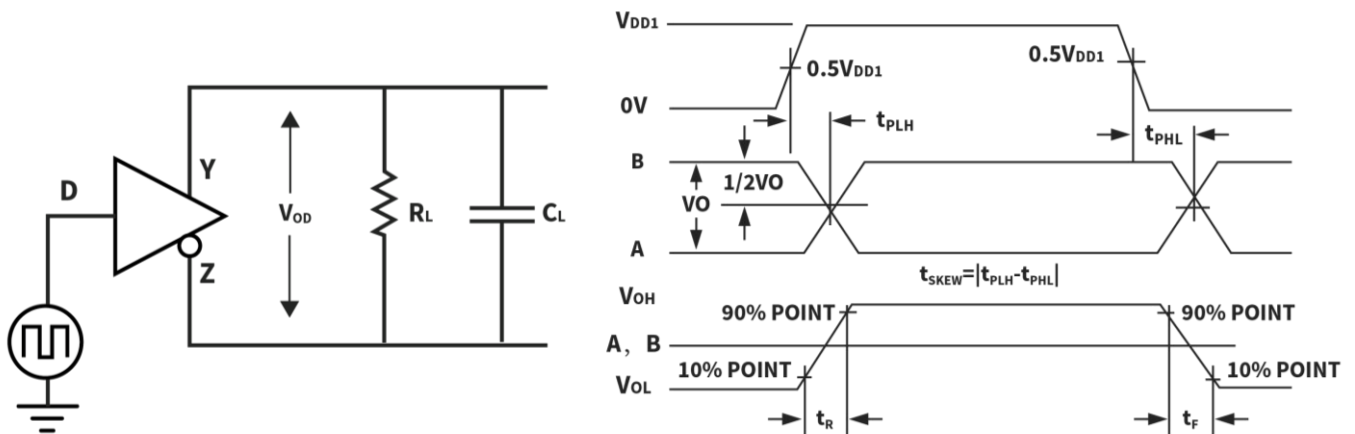 D
Y
VOD
RL
CL
Z
VDD1
0.5VDD1
0.5VDD1
0V
tPLH
tPHL
B
1/2VO
VO
A
tSKEW=|tPLH-tPHL|
VOH
90% POINT
90% POINT
A, B
10% POINT
10% POINT
VOL
tR
tF